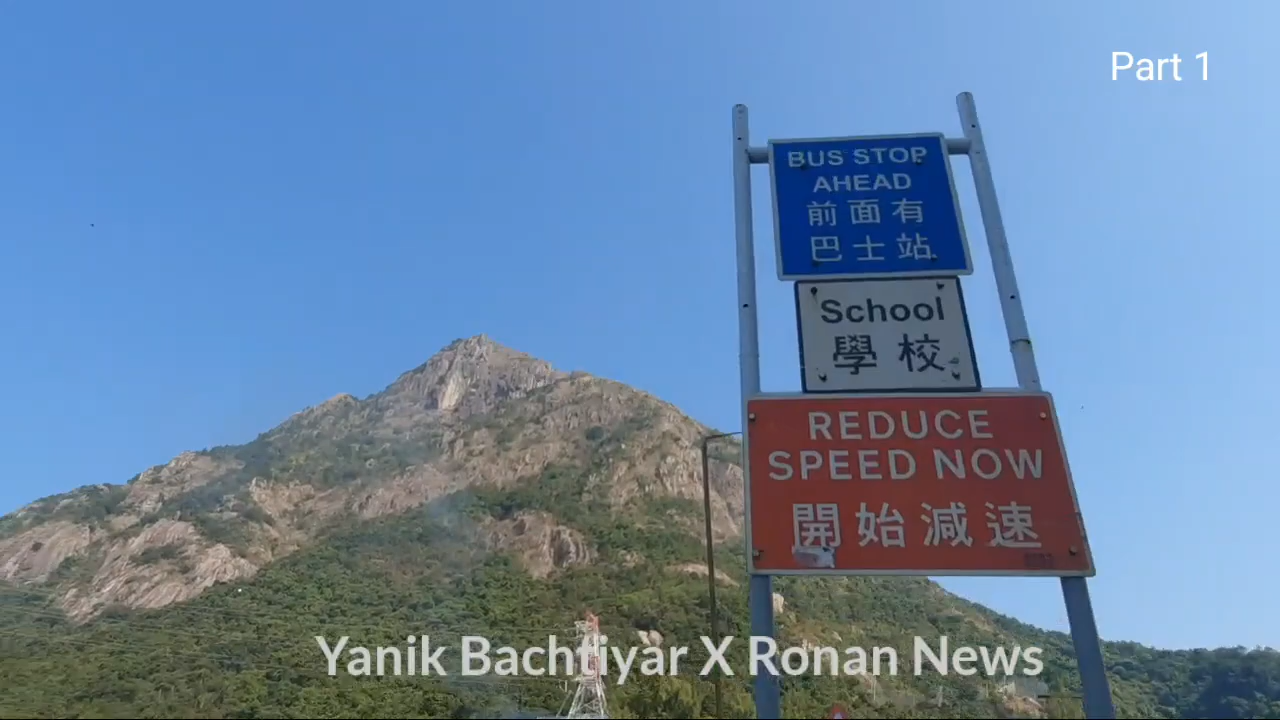 Part 1
BUS STOP
AHEAD
前面有
巴士站
School
學校
REDUCE
SPEED NOW
開始減速
Yanik Bachtiyar X Ronan News